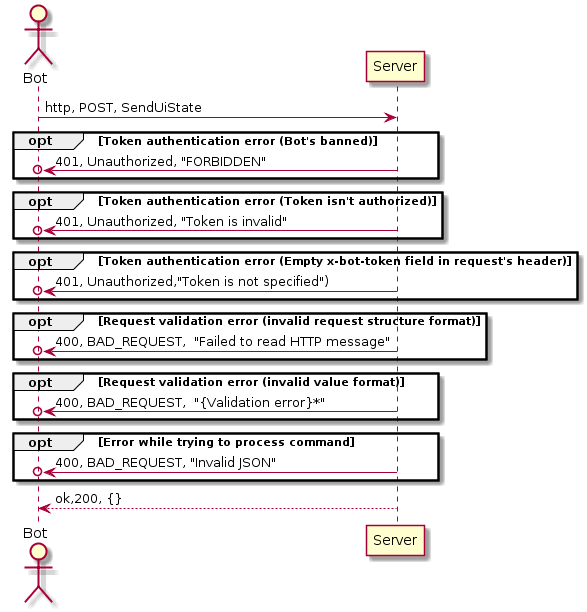 Bot
Server
http, POST, SendUiState
opt [Token authentication error (Bot's banned)]
401, Unauthorized, "FORBIDDEN"
opt [Token authentication error (Token isn't authorized)]
401, Unauthorized, "Token is invalid"
opt [Token authentication error (Empty x-bot-token field in request's header)]
401, Unauthorized,"Token is not specified")
opt [Request validation error (invalid request structure format)]
400, BAD_REQUEST,  "Failed to read HTTP message"
opt [Request validation error (invalid value format)]
400, BAD_REQUEST,  "{Validation error}*"
opt [Error while trying to process command]
400, BAD_REQUEST, "Invalid JSON"
ok,200, {}
Bot
Server